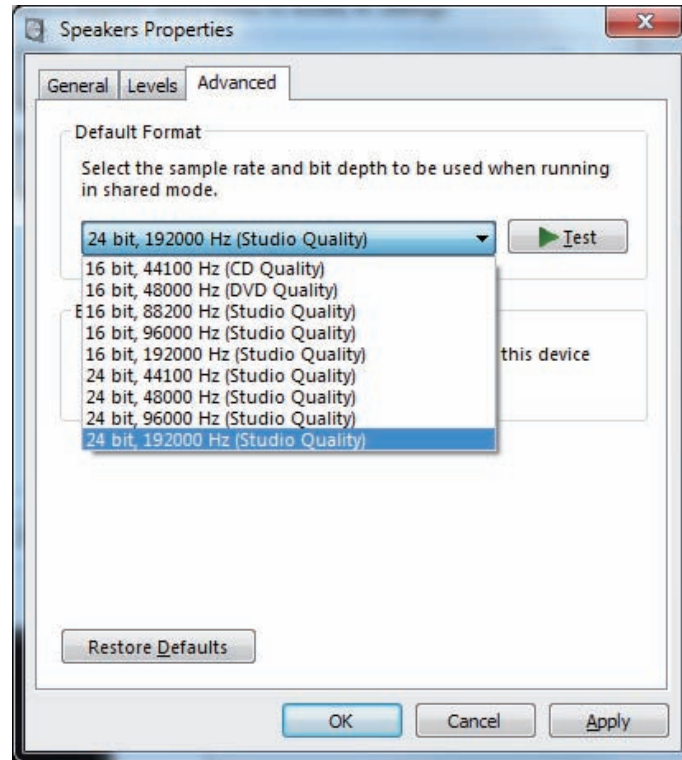 Speakers Properties
General Levels Advanced
Default Format
Select the sample rate and bit depth to be used when running
in shared mode.
24 bit, 192000 Hz (Studio Quality)
Test
16 bit, 44100 Hz (CD Quality)
16 bit, 48000 Hz (DVD Quality)
E
16 bit, 88200 Hz (Studio Quality)
16 bit, 96000 Hz (Studio Quality)
16 bit, 192000 Hz (Studio Quality)
this device
24 bit, 44100 Hz (Studio Quality)
24 bit, 48000 Hz (Studio Quality)
24 bit, 96000 Hz (Studio Quality)
24 bit, 192000 Hz (Studio Quality)
Restore Defaults
OK Cancel Apply